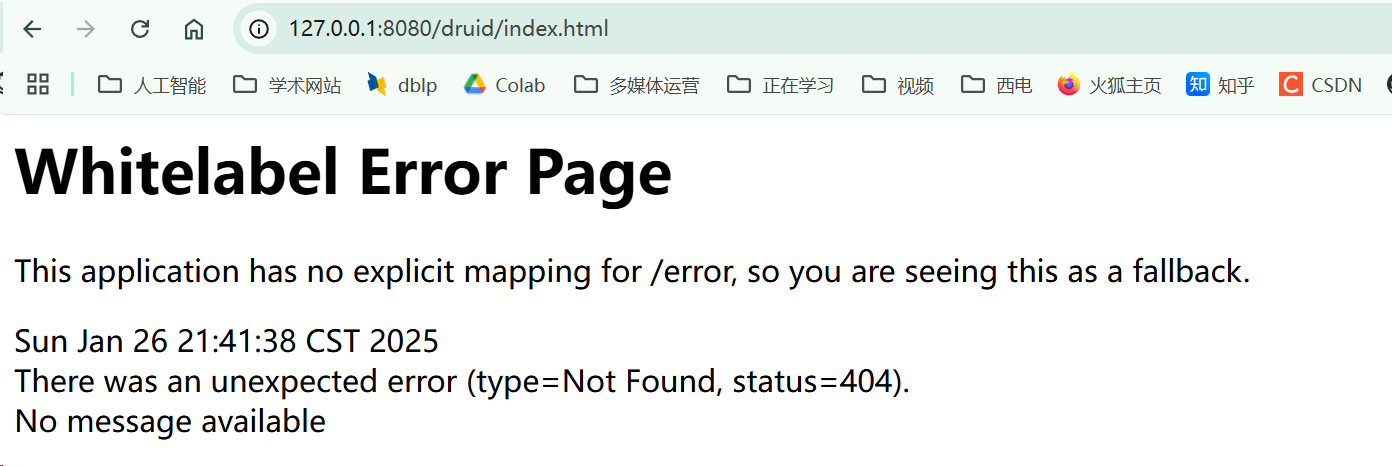 127.0.0.1:8080/druid/index.html
人工智能 学术网站 dblp Colab 多媒体运营 正在学习 视频 西电 火狐主页 知 知乎 C CSDN
Whitelabel Error Page
This application has no explicit mapping for /error, so you are seeing this as a fallback.
Sun Jan 26 21:41:38 CST 2025
There was an unexpected error (type=Not Found, status=404).
No message available